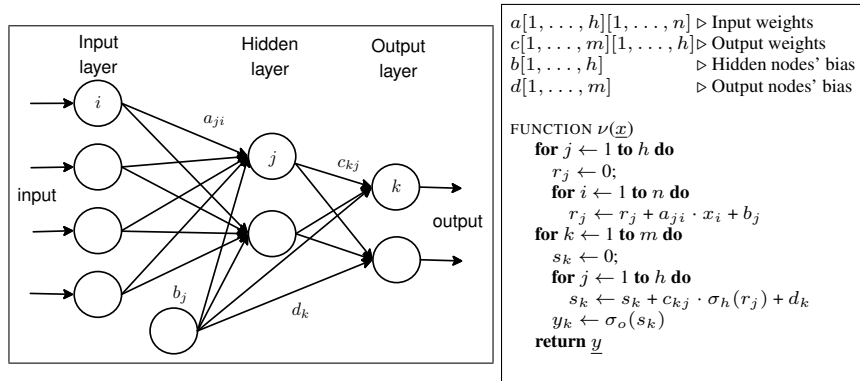 Input
layer
Hidden
layer
Output
layer
i
a_{ji}
j
c_{kj}
k
input
output
b_j
d_k
a[1, . . . , h][1, . . . , n] ▷ Input weights
c[1, . . . , m][1, . . . , h] ▷ Output weights
b[1, . . . , h] ▷ Hidden nodes' bias
d[1, . . . , m] ▷ Output nodes' bias
FUNCTION ν(x)
for j ← 1 to h do
r_j ← 0;
for i ← 1 to n do
r_j ← r_j + a_{ji} · x_i + b_j
for k ← 1 to m do
s_k ← 0;
for j ← 1 to h do
s_k ← s_k + c_{kj} · σ_h(r_j) + d_k
y_k ← σ_o(s_k)
return y